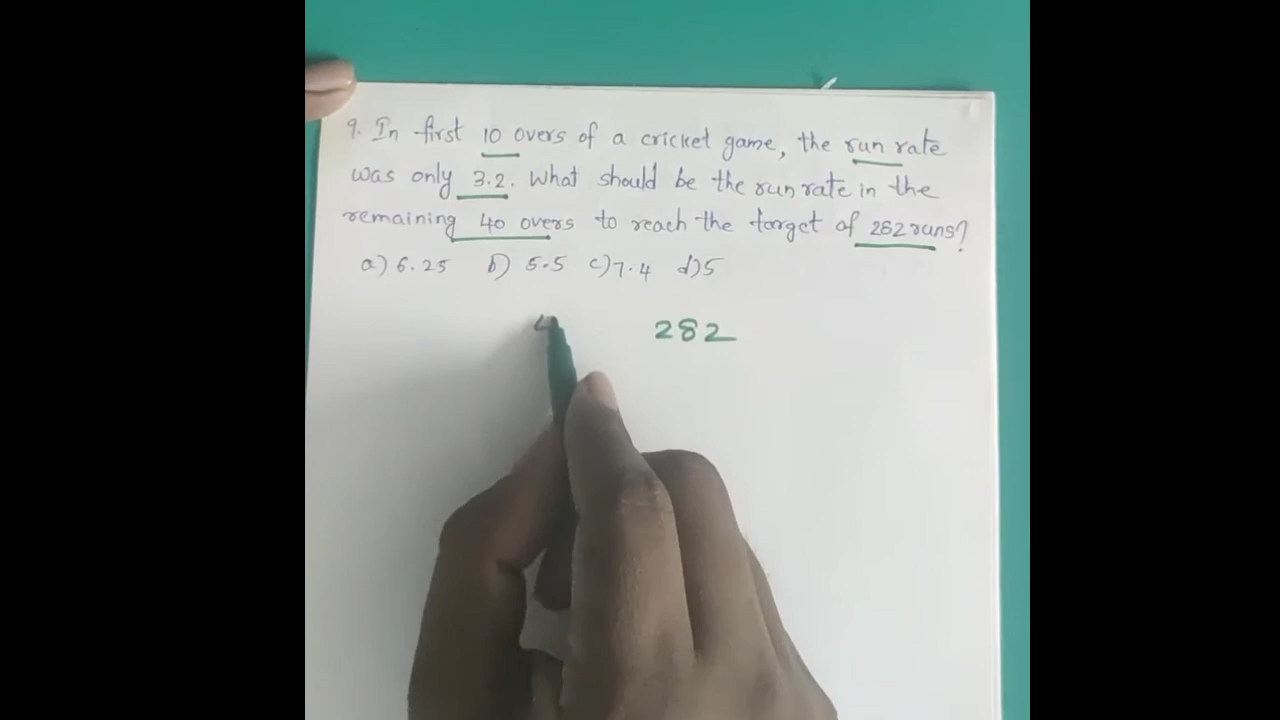 9. In first 10 overs of a cricket game, the run rate
was only 3.2. What should be the run rate in the
remaining 40 overs to reach the target of 282 runs?
a) 6.25 b) 5.5 c) 7.4 d) 5
282